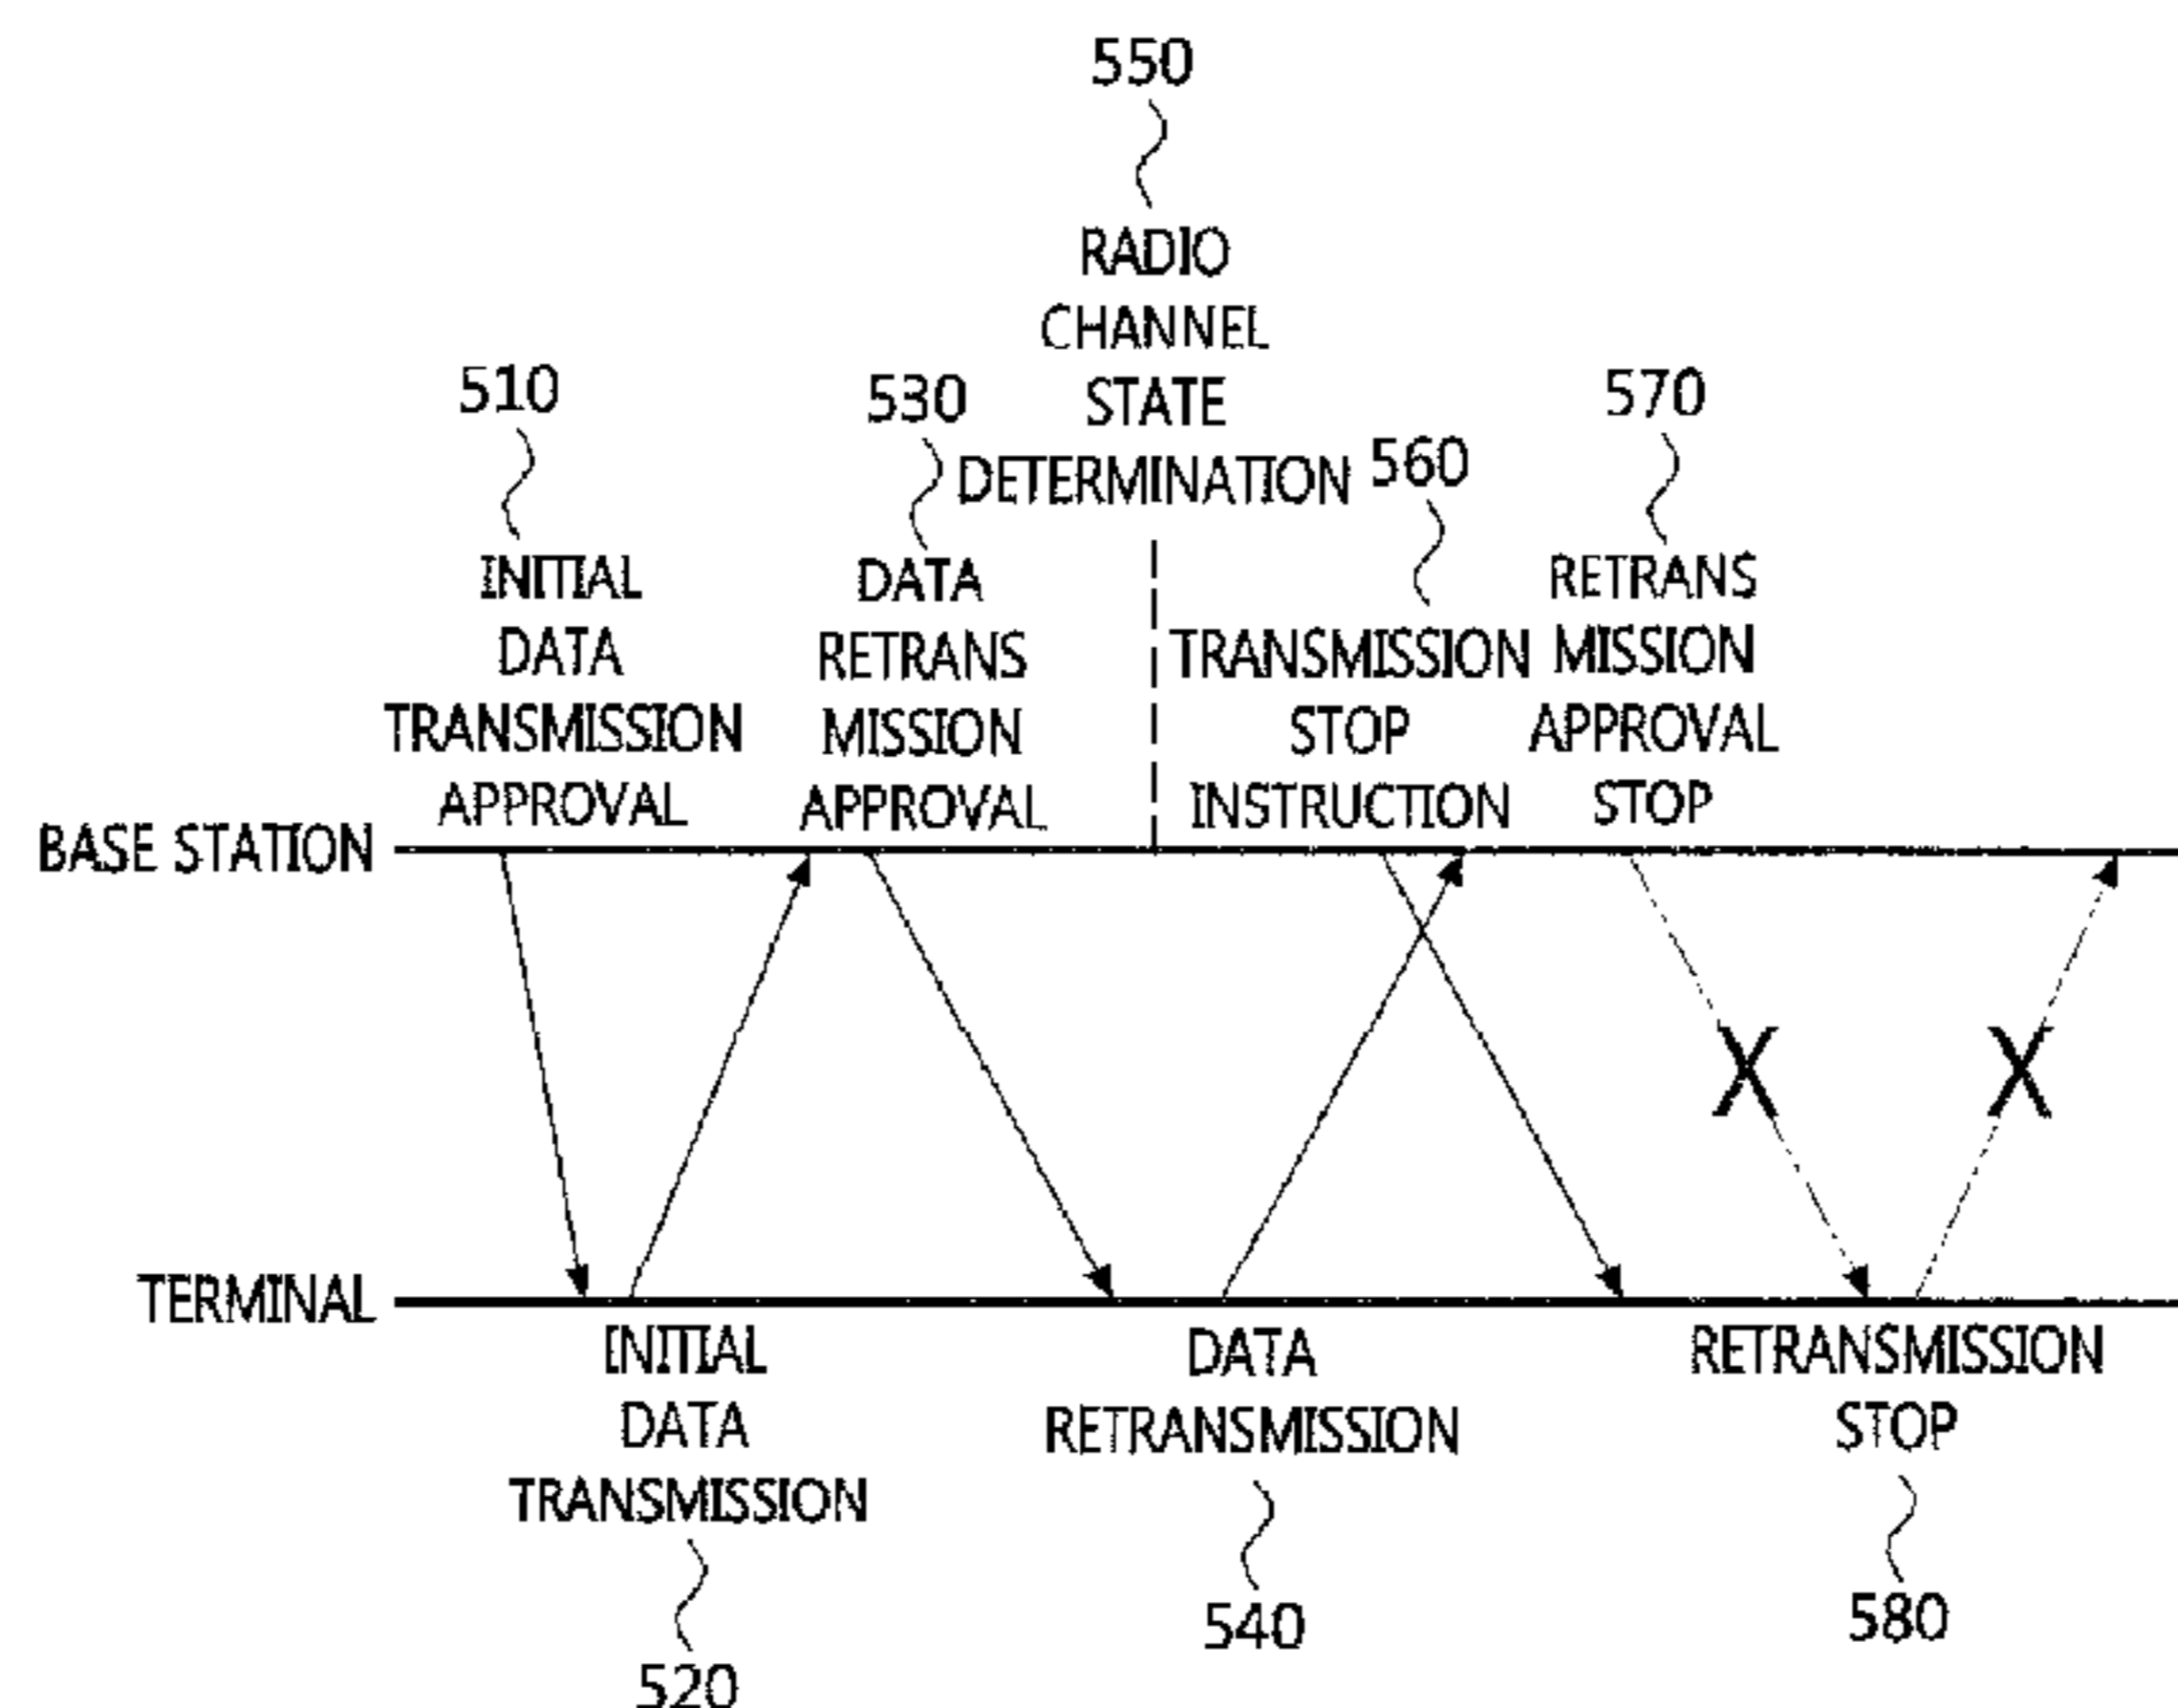 550
RADIO
CHANNEL
STATE
DETERMINATION
510
INITIAL
DATA
TRANSMISSION
APPROVAL
530
DATA
RETRANS
MISSION
APPROVAL
560
TRANSMISSION
STOP
INSTRUCTION
570
RETRANS
MISSION
APPROVAL
STOP
BASE STATION
X
X
TERMINAL
INITIAL
DATA
TRANSMISSION
520
DATA
RETRANSMISSION
540
RETRANSMISSION
STOP
580